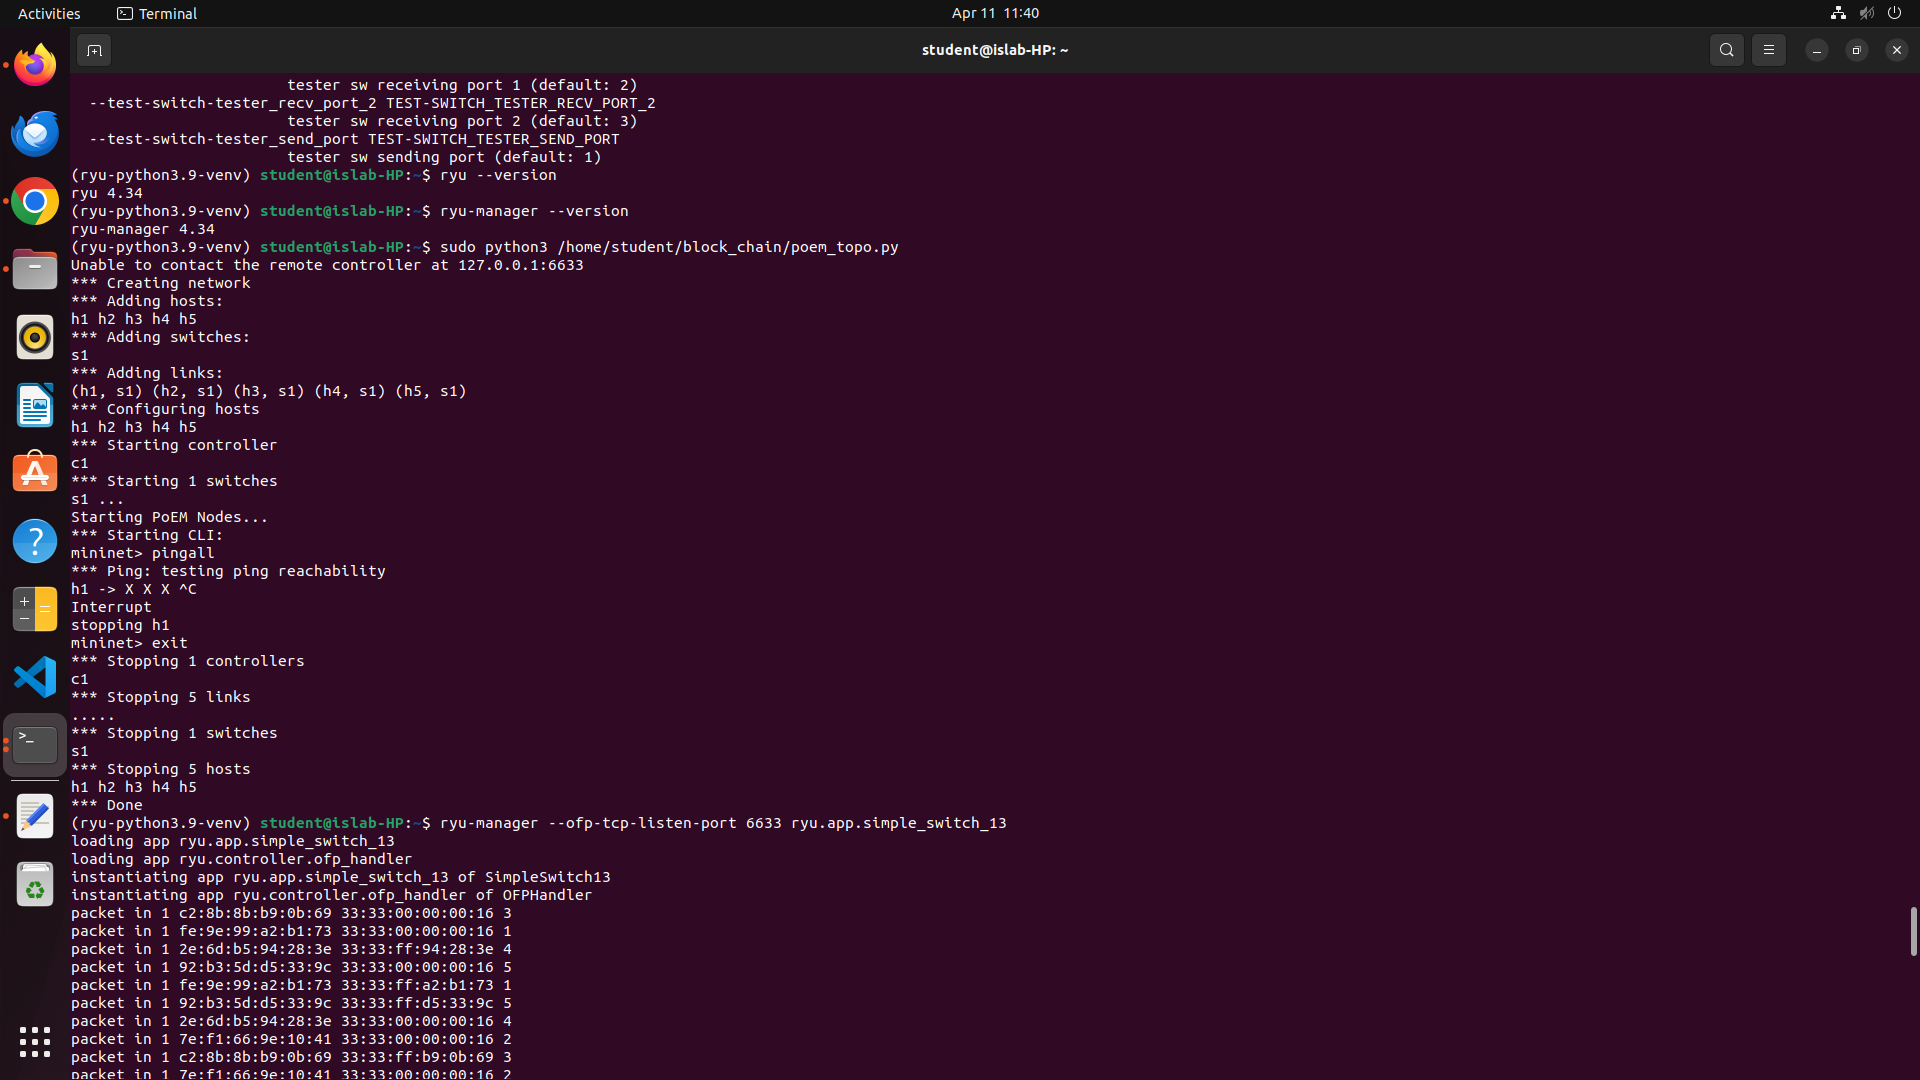 Activities
Terminal
Apr 11 11:40
student@islab-HP: ~
tester sw receiving port 1 (default: 2)
--test-switch-tester_recv_port_2 TEST-SWITCH_TESTER_RECV_PORT_2
tester sw receiving port 2 (default: 3)
--test-switch-tester_send_port TEST-SWITCH_TESTER_SEND_PORT
tester sw sending port (default: 1)
(ryu-python3.9-venv) student@islab-HP:~$ ryu --version
ryu 4.34
(ryu-python3.9-venv) student@islab-HP:~$ ryu-manager --version
ryu-manager 4.34
(ryu-python3.9-venv) student@islab-HP:~$ sudo python3 /home/student/block_chain/poem_topo.py
Unable to contact the remote controller at 127.0.0.1:6633
*** Creating network
*** Adding hosts:
h1 h2 h3 h4 h5
*** Adding switches:
s1
*** Adding links:
(h1, s1) (h2, s1) (h3, s1) (h4, s1) (h5, s1)
*** Configuring hosts
h1 h2 h3 h4 h5
*** Starting controller
c1
*** Starting 1 switches
s1 ...
Starting PoEM Nodes...
*** Starting CLI:
mininet> pingall
*** Ping: testing ping reachability
h1 -> X X X ^C
Interrupt
stopping h1
mininet> exit
*** Stopping 1 controllers
c1
*** Stopping 5 links
.....
*** Stopping 1 switches
s1
*** Stopping 5 hosts
h1 h2 h3 h4 h5
*** Done
(ryu-python3.9-venv) student@islab-HP:~$ ryu-manager --ofp-tcp-listen-port 6633 ryu.app.simple_switch_13
loading app ryu.app.simple_switch_13
loading app ryu.controller.ofp_handler
instantiating app ryu.app.simple_switch_13 of SimpleSwitch13
instantiating app ryu.controller.ofp_handler of OFPHandler
packet in 1 c2:8b:8b:b9:0b:69 33:33:00:00:00:16 3
packet in 1 fe:9e:99:a2:b1:73 33:33:00:00:00:16 1
packet in 1 2e:6d:b5:94:28:3e 33:33:ff:94:28:3e 4
packet in 1 92:b3:5d:d5:33:9c 33:33:00:00:00:16 5
packet in 1 fe:9e:99:a2:b1:73 33:33:ff:a2:b1:73 1
packet in 1 92:b3:5d:d5:33:9c 33:33:ff:d5:33:9c 5
packet in 1 2e:6d:b5:94:28:3e 33:33:00:00:00:16 4
packet in 1 7e:f1:66:9e:10:41 33:33:00:00:00:16 2
packet in 1 c2:8b:8b:b9:0b:69 33:33:ff:b9:0b:69 3
packet in 1 7e:f1:66:9e:10:41 33:33:00:00:00:16 2